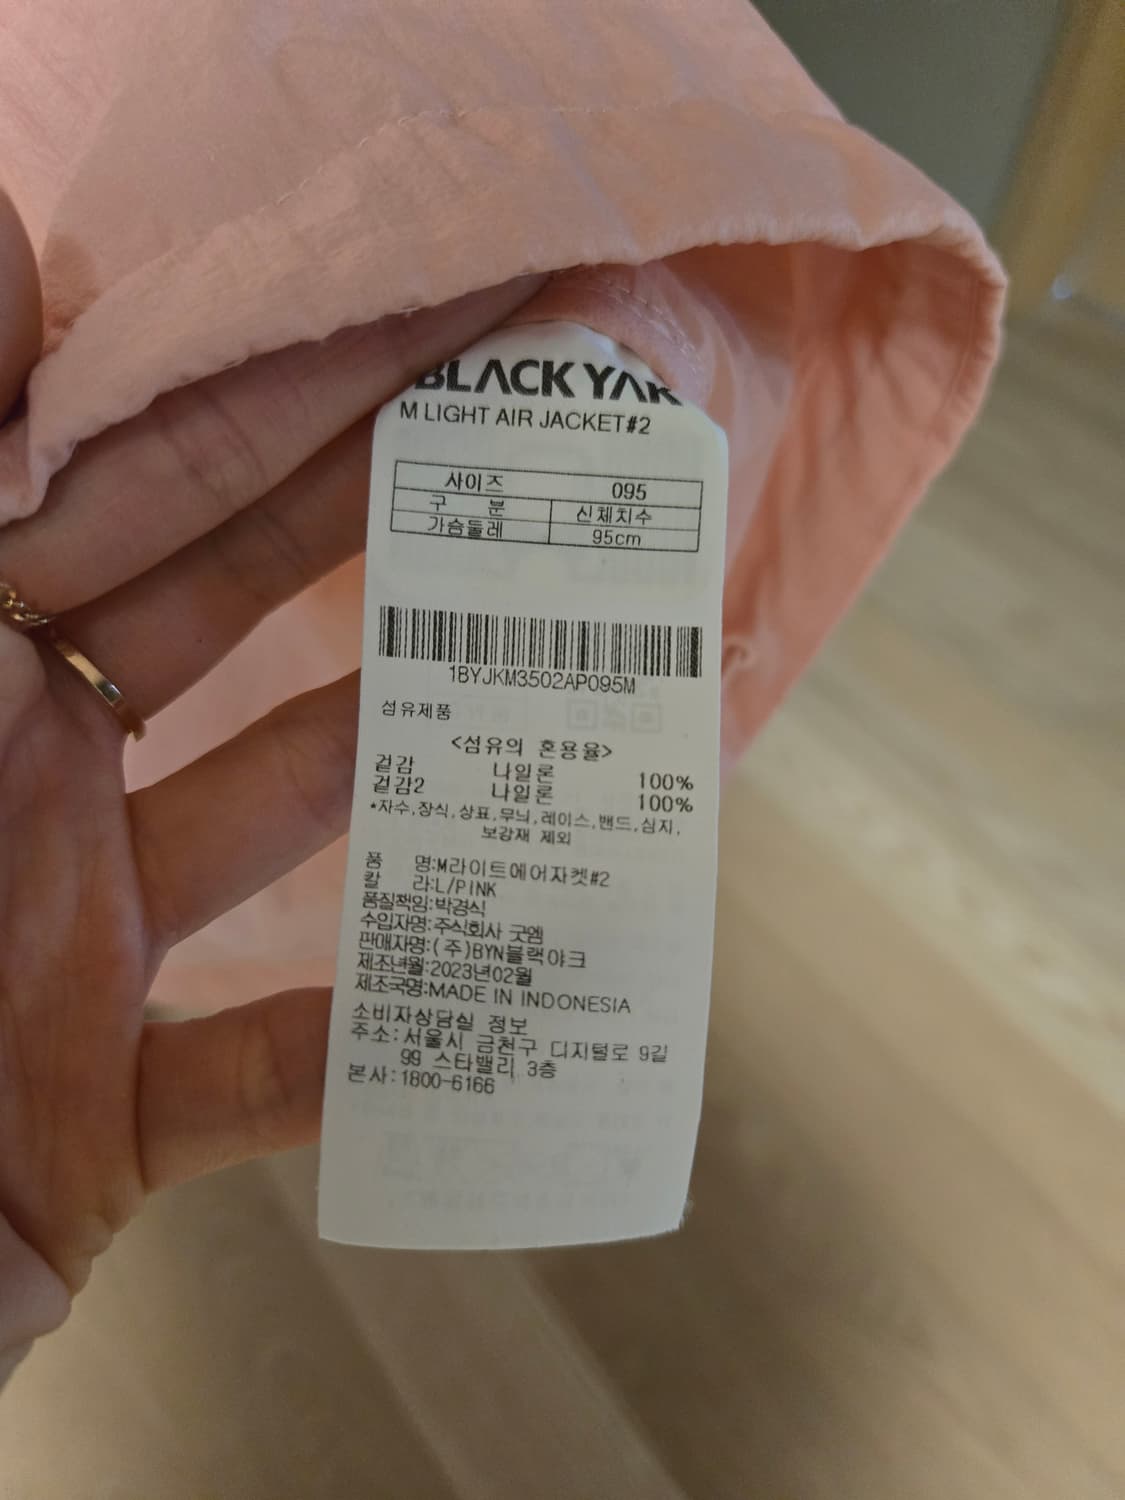 BLACK YAK
M LIGHT AIR JACKET#2
사이즈 095
구 분 신체치수
가슴둘레 95cm
1BYJKM3502AP095M
섬유제품
<섬유의 혼용율>
겉감 나일론 100%
겉감2 나일론 100%
*자수,장식,상표,무늬,레이스,밴드,심지,
보강재 제외
품 명:M라이트에어자켓#2
칼 라:L/PINK
품질책임:박경식
수입자명:주식회사 굿엠
판매자명:(주)BYN블랙야크
제조년월:2023년02월
제조국명:MADE IN INDONESIA
소비자상담실 정보
주소:서울시 금천구 디지털로 9길
99 스타밸리 3층
본사:1800-6166